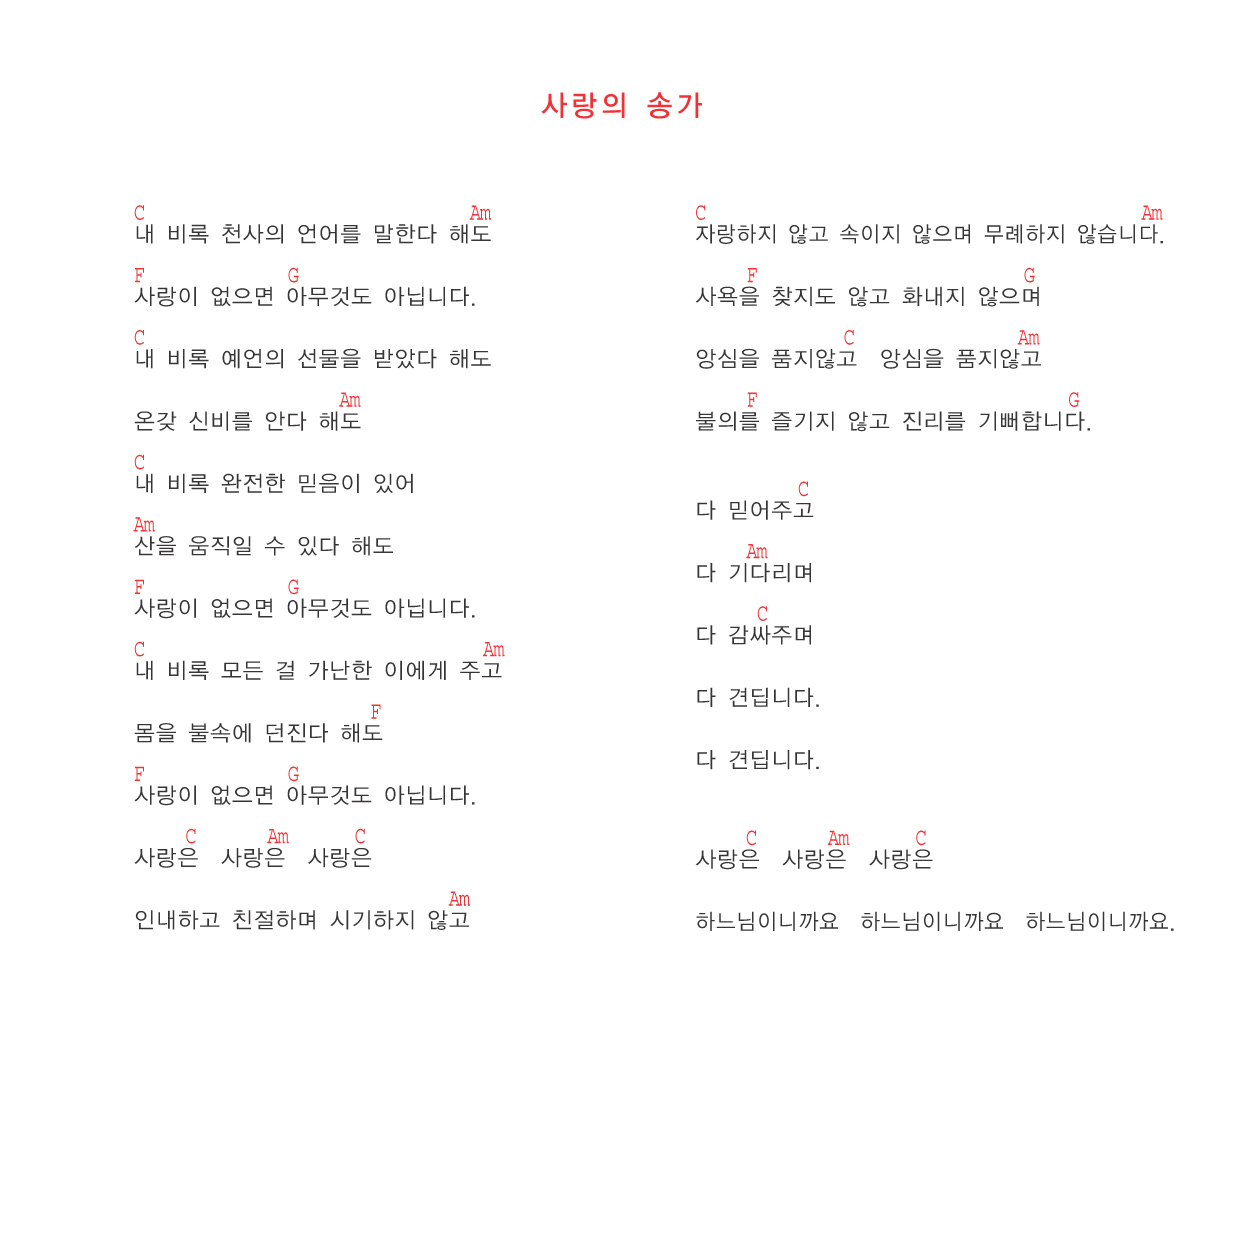 사랑의 송가
C Am
내 비록 천사의 언어를 말한다 해도
F G
사랑이 없으면 아무것도 아닙니다.
C
내 비록 예언의 선물을 받았다 해도
Am
온갖 신비를 안다 해도
C
내 비록 완전한 믿음이 있어
Am
산을 움직일 수 있다 해도
F G
사랑이 없으면 아무것도 아닙니다.
C Am
내 비록 모든 걸 가난한 이에게 주고
F
몸을 불속에 던진다 해도
F G
사랑이 없으면 아무것도 아닙니다.
C Am C
사랑은 사랑은 사랑은
Am
인내하고 친절하며 시기하지 않고
C Am
자랑하지 않고 속이지 않으며 무례하지 않습니다.
F G
사욕을 찾지도 않고 화내지 않으며
C Am
앙심을 품지않고 앙심을 품지않고
F G
불의를 즐기지 않고 진리를 기뻐합니다.
C
다 믿어주고
Am
다 기다리며
C
다 감싸주며
다 견딥니다.
다 견딥니다.
C Am C
사랑은 사랑은 사랑은
하느님이니까요 하느님이니까요 하느님이니까요.